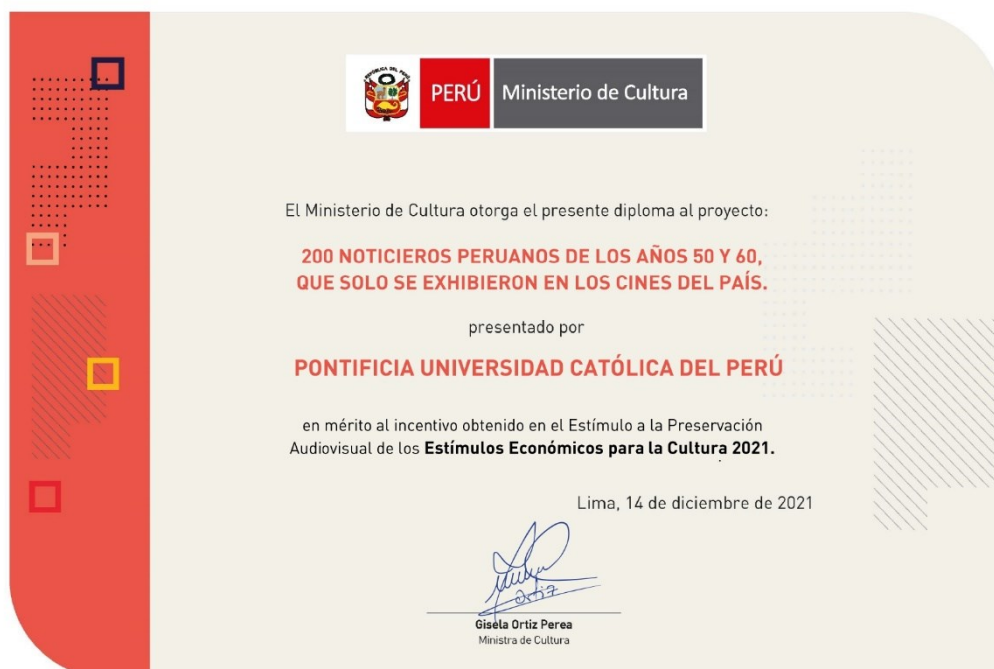 PERÚ Ministerio de Cultura
El Ministerio de Cultura otorga el presente diploma al proyecto:
200 NOTICIEROS PERUANOS DE LOS AÑOS 50 Y 60,
QUE SOLO SE EXHIBIERON EN LOS CINES DEL PAÍS.
presentado por
PONTIFICIA UNIVERSIDAD CATÓLICA DEL PERÚ
en mérito al incentivo obtenido en el Estímulo a la Preservación
Audiovisual de los Estímulos Económicos para la Cultura 2021.
Lima, 14 de diciembre de 2021
Ortiz
Gisela Ortiz Perea
Ministra de Cultura